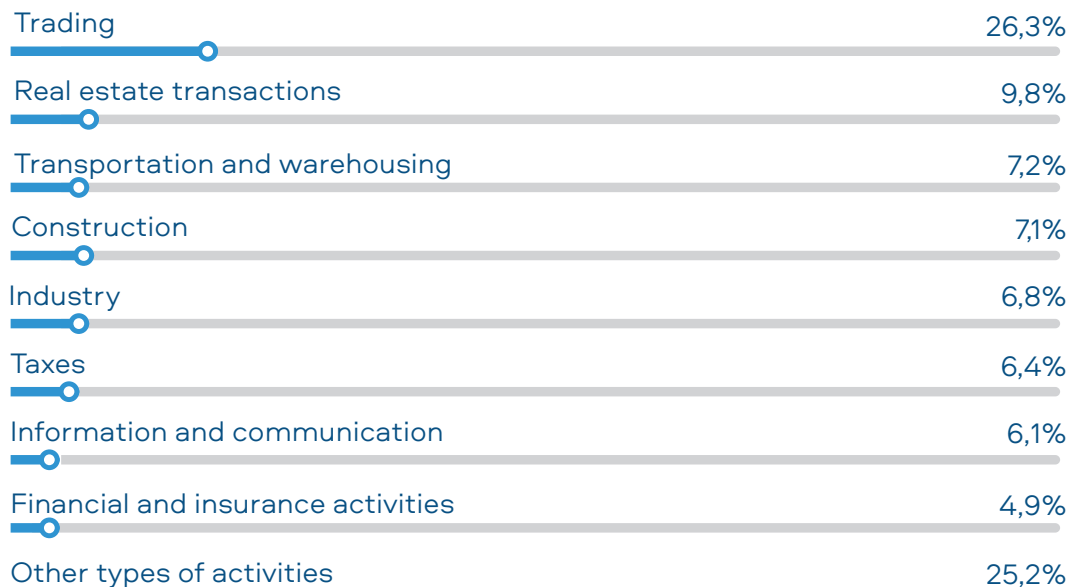 Trading 26,3%
Real estate transactions 9,8%
Transportation and warehousing 7,2%
Construction 7,1%
Industry 6,8%
Taxes 6,4%
Information and communication 6,1%
Financial and insurance activities 4,9%
Other types of activities 25,2%